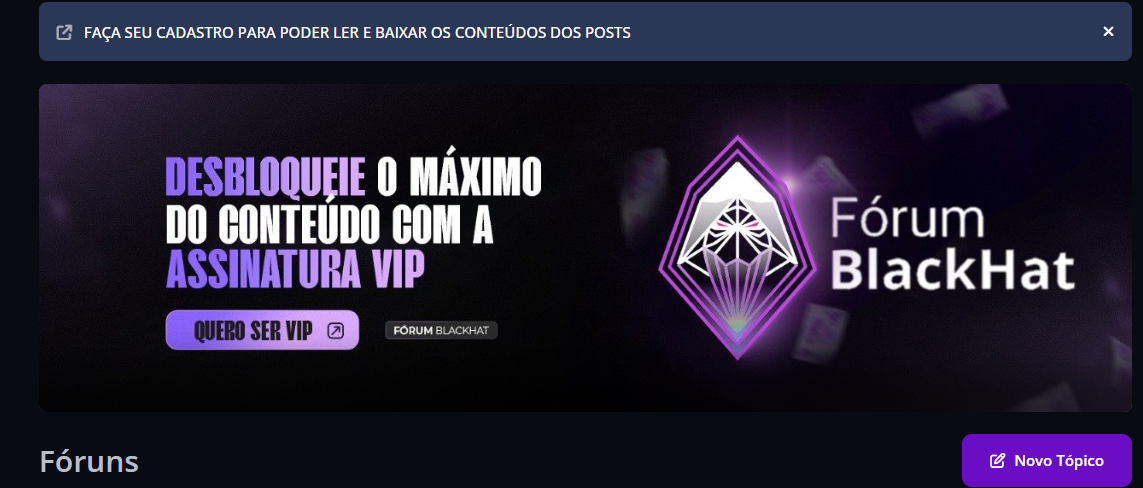 FAÇA SEU CADASTRO PARA PODER LER E BAIXAR OS CONTEÚDOS DOS POSTS
DESBLOQUEIE O MÁXIMO
DO CONTEÚDO COM A
ASSINATURA VIP
QUERO SER VIP
FÓRUM BLACKHAT
Fórum
BlackHat
Fóruns
Novo Tópico